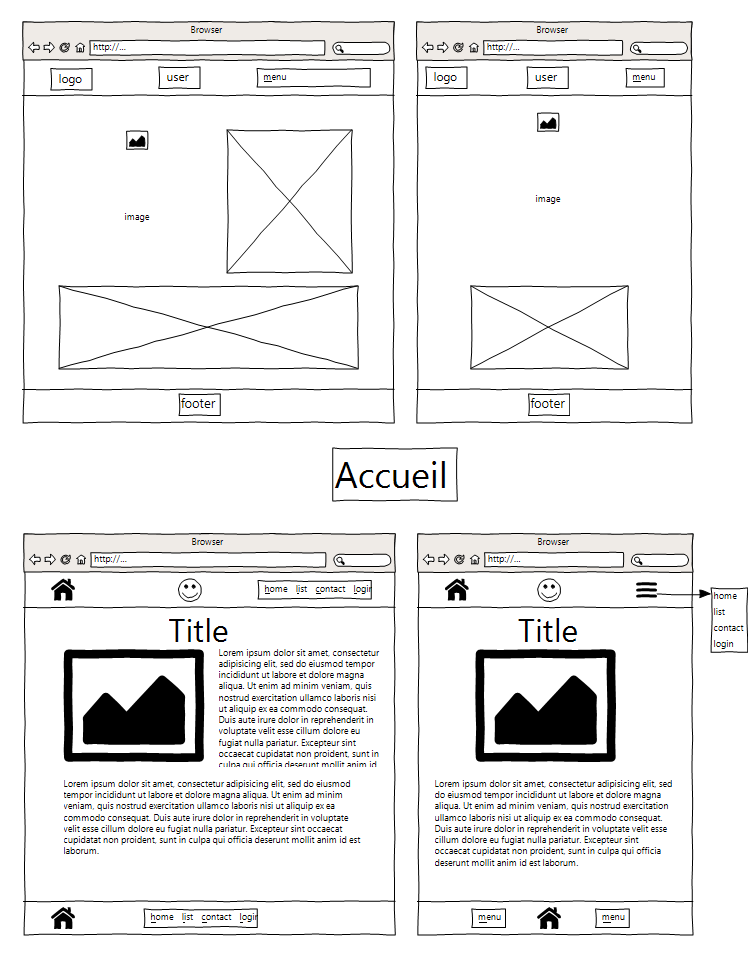 Browser
http://...
logo
user
menu
image
footer
Browser
http://...
logo
user
menu
image
footer
Accueil
Browser
http://...
home list contact login
Title
Lorem ipsum dolor sit amet, consectetur
adipisicing elit, sed do eiusmod tempor
incididunt ut labore et dolore magna
aliqua. Ut enim ad minim veniam, quis
nostrud exercitation ullamco laboris nisi
ut aliquip ex ea commodo consequat.
Duis aute irure dolor in reprehenderit in
voluptate velit esse cillum dolore eu
fugiat nulla pariatur. Excepteur sint
occaecat cupidatat non proident, sunt in
culpa qui officia deserunt mollit anim id
Lorem ipsum dolor sit amet, consectetur adipisicing elit, sed do eiusmod
tempor incididunt ut labore et dolore magna aliqua. Ut enim ad minim
veniam, quis nostrud exercitation ullamco laboris nisi ut aliquip ex ea
commodo consequat. Duis aute irure dolor in reprehenderit in voluptate
velit esse cillum dolore eu fugiat nulla pariatur. Excepteur sint occaecat
cupidatat non proident, sunt in culpa qui officia deserunt mollit anim id est
laborum.
home list contact login
Browser
http://...
home
list
contact
login
Title
Lorem ipsum dolor sit amet, consectetur adipisicing elit, sed
do eiusmod tempor incididunt ut labore et dolore magna
aliqua. Ut enim ad minim veniam, quis nostrud exercitation
ullamco laboris nisi ut aliquip ex ea commodo consequat.
Duis aute irure dolor in reprehenderit in voluptate velit esse
cillum dolore eu fugiat nulla pariatur. Excepteur sint
occaecat cupidatat non proident, sunt in culpa qui officia
deserunt mollit anim id est laborum.
menu
menu